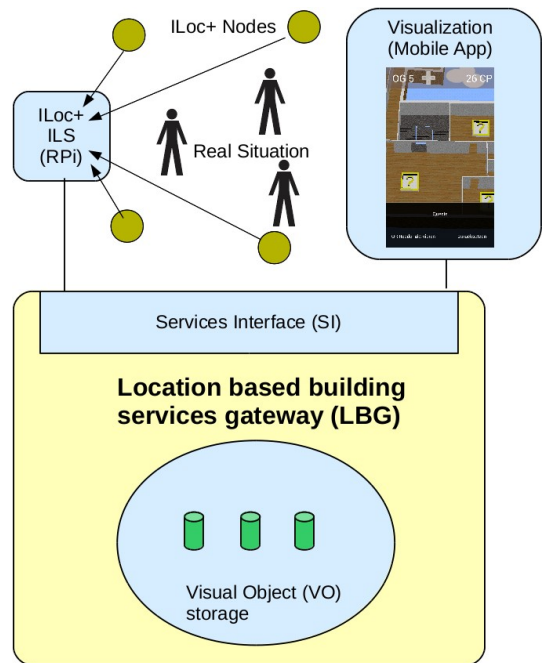 ILoc+ Nodes
Visualization
(Mobile App)
OG 5
26 CP
ILoc+
ILS
(RPi)
Real Situation
Services Interface (SI)
Location based building
services gateway (LBG)
Visual Object (VO)
storage